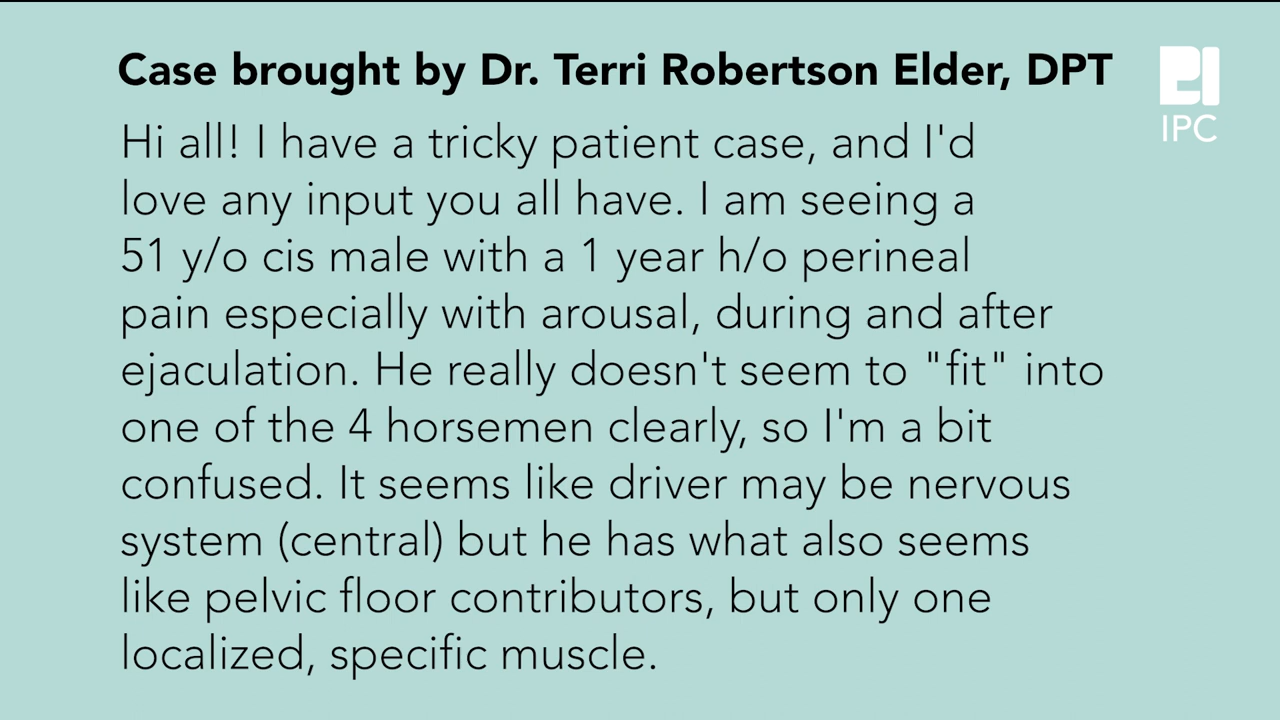 Case brought by Dr. Terri Robertson Elder, DPT
IPC
Hi all! I have a tricky patient case, and I'd
love any input you all have. I am seeing a
51 y/o cis male with a 1 year h/o perineal
pain especially with arousal, during and after
ejaculation. He really doesn't seem to "fit" into
one of the 4 horsemen clearly, so I'm a bit
confused. It seems like driver may be nervous
system (central) but he has what also seems
like pelvic floor contributors, but only one
localized, specific muscle.